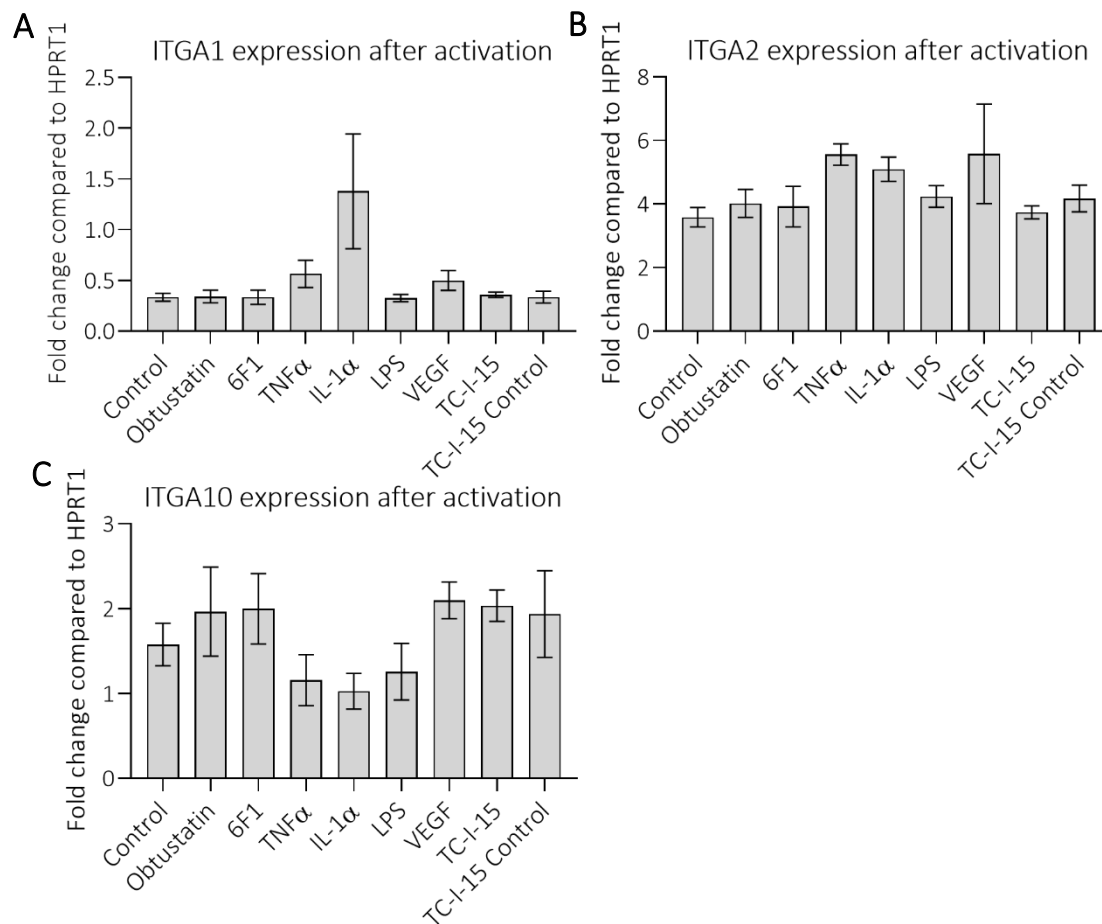 A
ITGA1 expression after activation
Fold change compared to HPRT1
2.5
2.0
1.5
1.0
0.5
0.0
Control
Obtustatin
6F1
TNFα
IL-1α
LPS
VEGF
TC-I-15
TC-I-15 Control
B
ITGA2 expression after activation
Fold change compared to HPRT1
8
6
4
2
0
Control
Obtustatin
6F1
TNFα
IL-1α
LPS
VEGF
TC-I-15
TC-I-15 Control
C
ITGA10 expression after activation
Fold change compared to HPRT1
3
2
1
0
Control
Obtustatin
6F1
TNFα
IL-1α
LPS
VEGF
TC-I-15
TC-I-15 Control